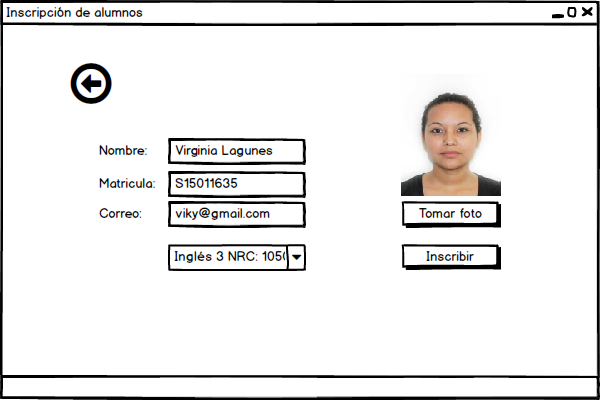 Inscripción de alumnos
Nombre: Virginia Lagunes
Matricula: S15011635
Correo: viky@gmail.com
Tomar foto
Inglés 3 NRC: 105
Inscribir